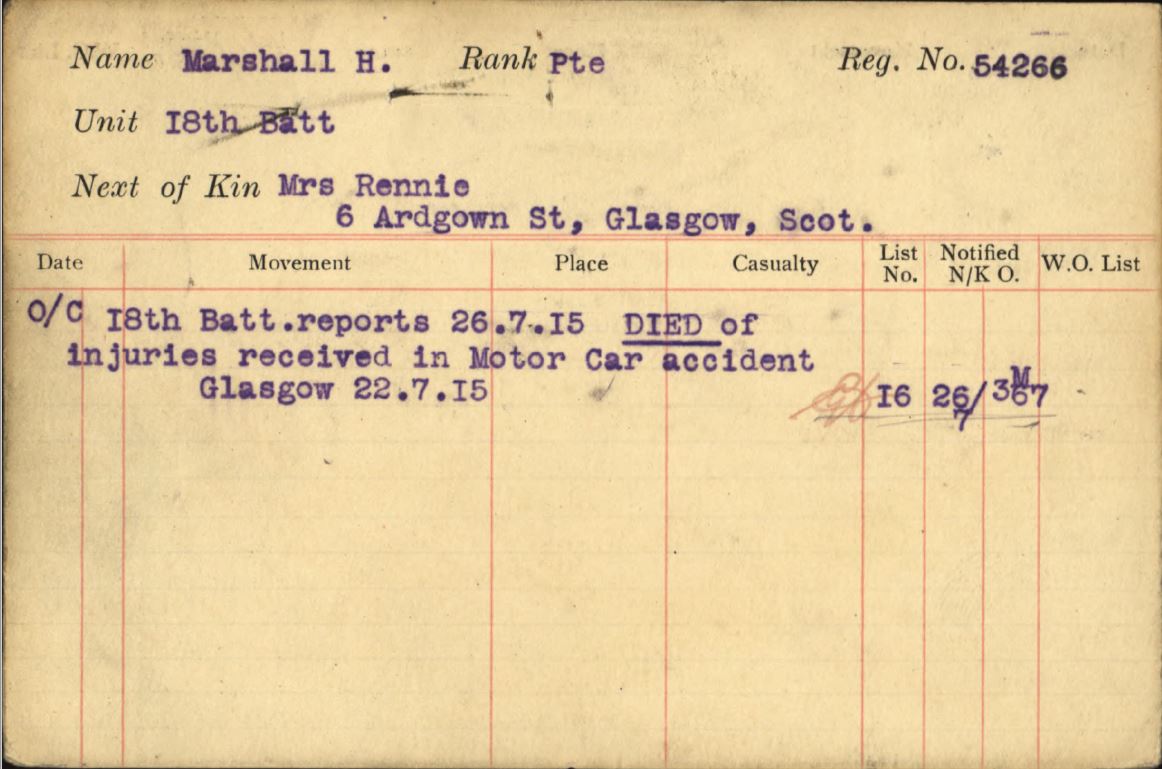 Name Marshall H. Rank Pte Reg. No. 54266
Unit I8th Batt
Next of Kin Mrs Rennie
6 Ardgown St, Glasgow, Scot.
Date Movement Place Casualty List No. Notified N/K O. W.O. List
O/C I8th Batt.reports 26.7.I5 DIED of
injuries received in Motor Car accident
Glasgow 22.7.I5 I6 26/7 M 367